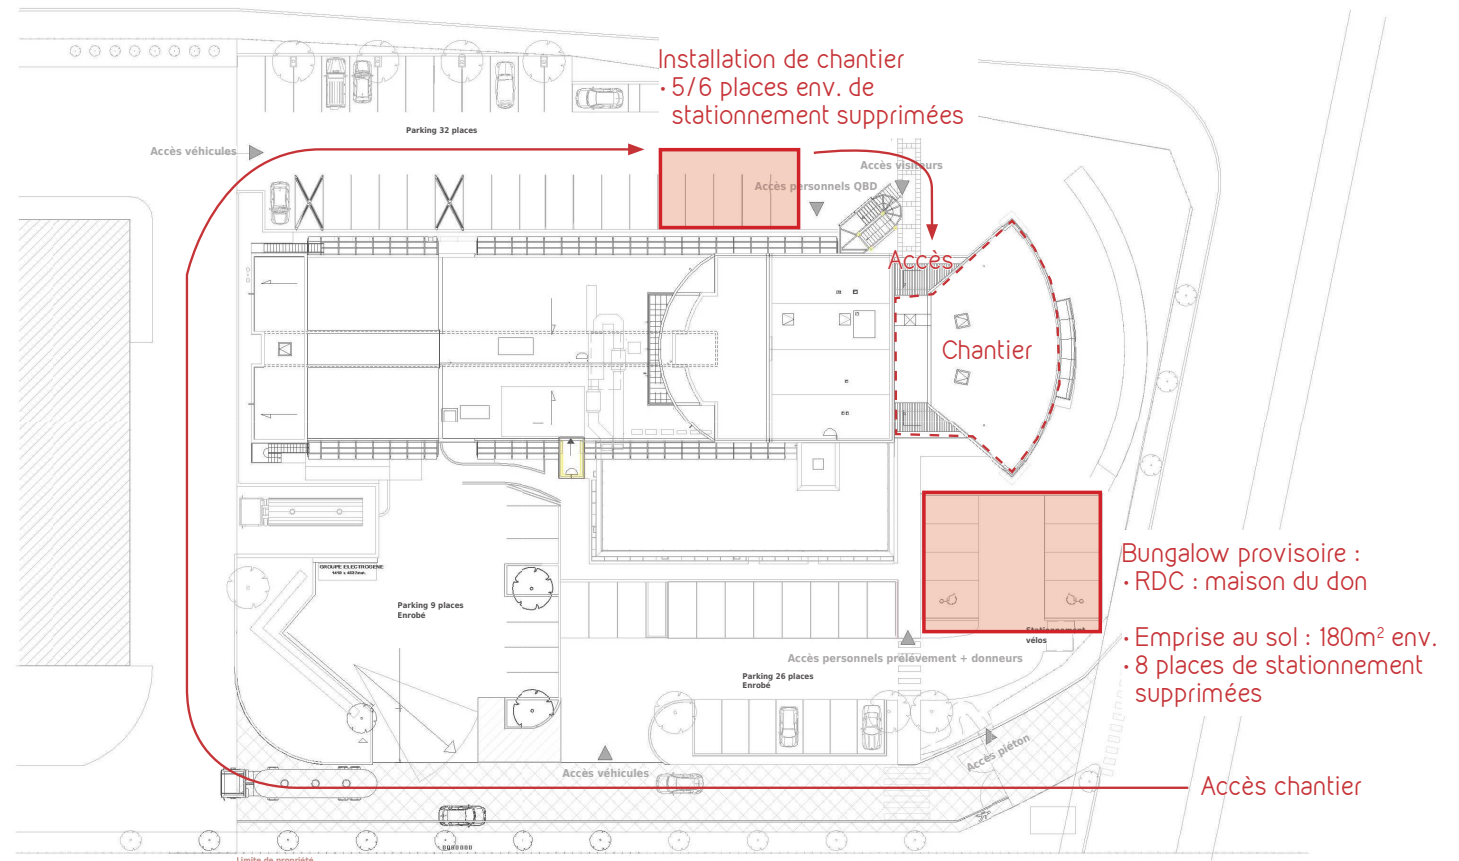 Installation de chantier
· 5/6 places env. de
stationnement supprimées
Parking 32 places
Accès véhicules
Accès visiteurs
Accès personnels QBD
Accès
Chantier
Bungalow provisoire :
· RDC : maison du don
· Emprise au sol : 180m² env.
· 8 places de stationnement
supprimées
GROUPE ELECTROGENE
Parking 9 places
Enrobé
Stationnement
vélos
Accès personnels prélèvement + donneurs
Parking 26 places
Enrobé
Accès piéton
Accès véhicules
Accès chantier
Limite de propriété